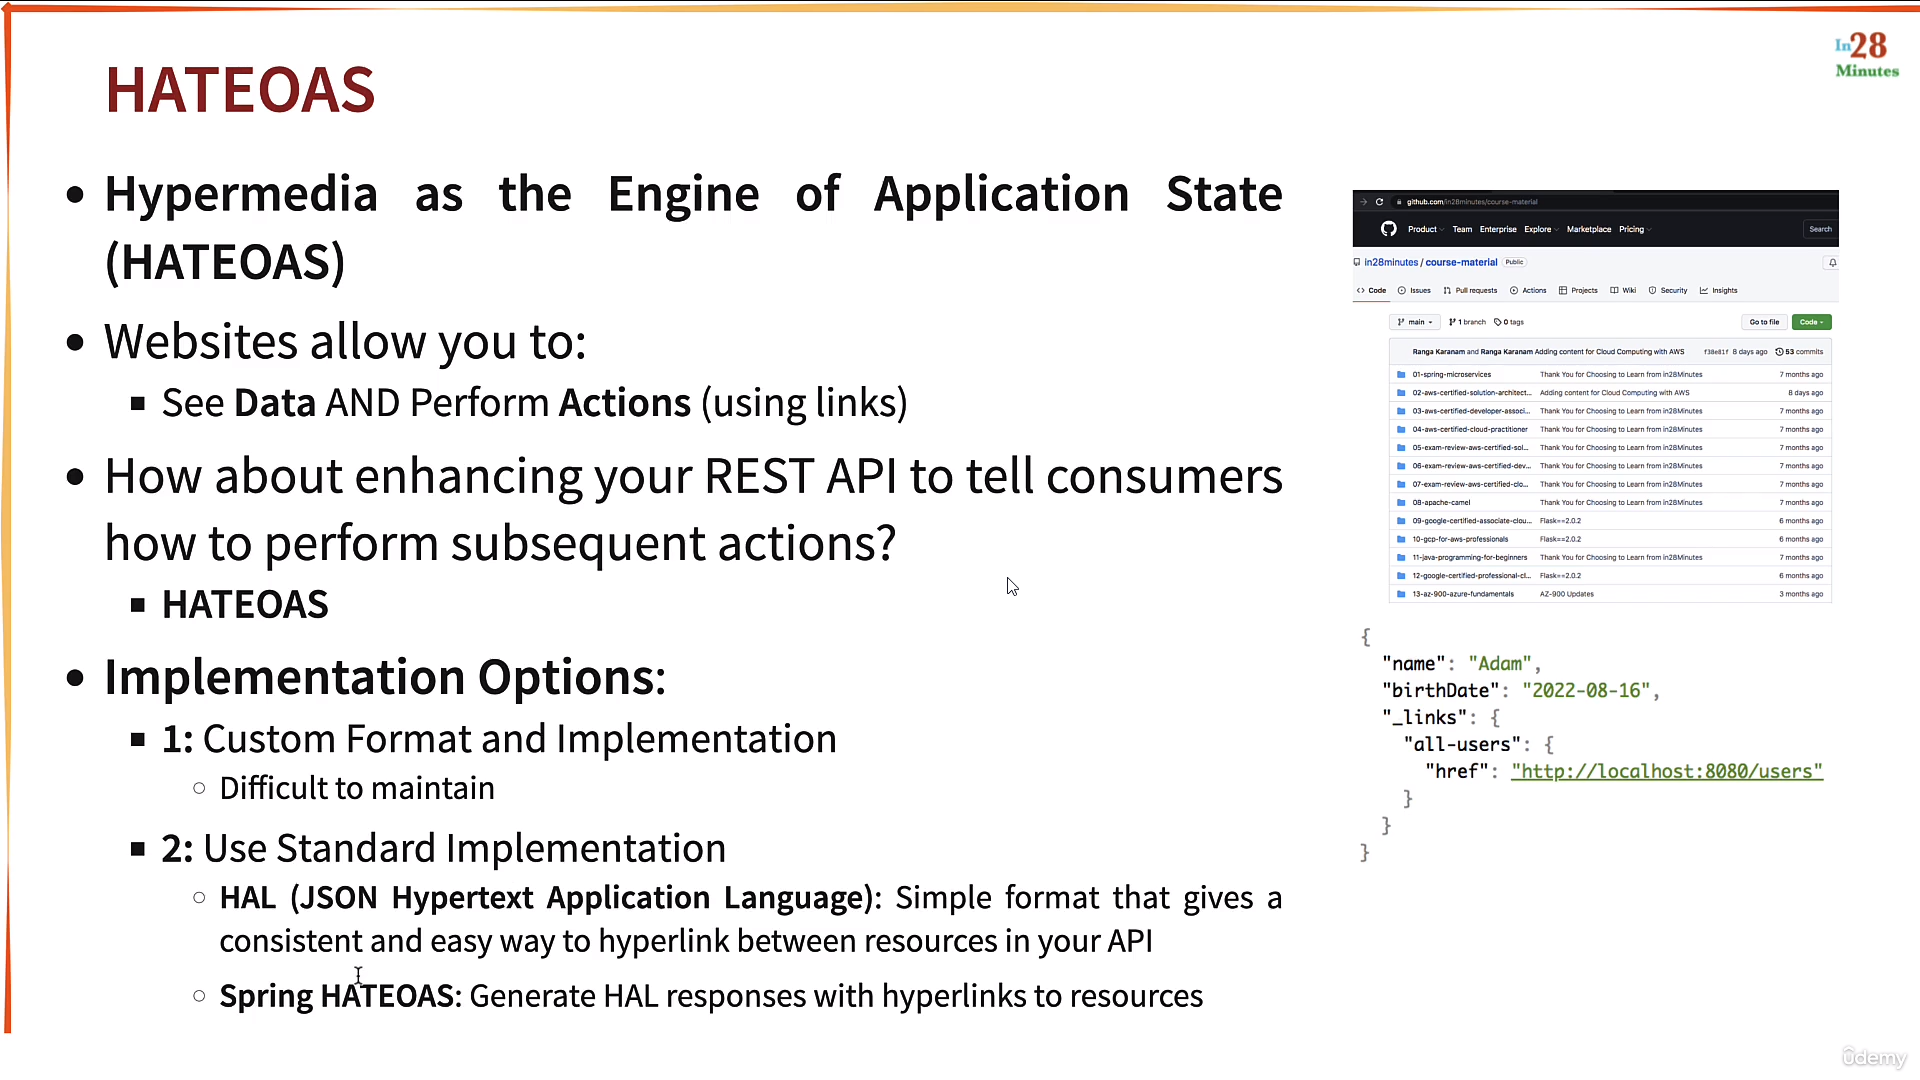 In28
Minutes
HATEOAS
• Hypermedia as the Engine of Application State
(HATEOAS)
• Websites allow you to:
▪ See Data AND Perform Actions (using links)
• How about enhancing your REST API to tell consumers
how to perform subsequent actions?
▪ HATEOAS
• Implementation Options:
▪ 1: Custom Format and Implementation
○ Difficult to maintain
▪ 2: Use Standard Implementation
○ HAL (JSON Hypertext Application Language): Simple format that gives a
consistent and easy way to hyperlink between resources in your API
○ Spring HATEOAS: Generate HAL responses with hyperlinks to resources
github.com/in28minutes/course-material
Product Team Enterprise Explore Marketplace Pricing Search
in28minutes / course-material Public
Code Issues Pull requests Actions Projects Wiki Security Insights
main 1 branch 0 tags Go to file Code
Ranga Karanam and Ranga Karanam Adding content for Cloud Computing with AWS f38e81f 8 days ago 53 commits
01-spring-microservices Thank You for Choosing to Learn from in28Minutes 7 months ago
02-aws-certified-solution-architect... Adding content for Cloud Computing with AWS 8 days ago
03-aws-certified-developer-associ... Thank You for Choosing to Learn from in28Minutes 7 months ago
04-aws-certified-cloud-practitioner Thank You for Choosing to Learn from in28Minutes 7 months ago
05-exam-review-aws-certified-sol... Thank You for Choosing to Learn from in28Minutes 7 months ago
06-exam-review-aws-certified-dev... Thank You for Choosing to Learn from in28Minutes 7 months ago
07-exam-review-aws-certified-clo... Thank You for Choosing to Learn from in28Minutes 7 months ago
08-apache-camel Thank You for Choosing to Learn from in28Minutes 7 months ago
09-google-certified-associate-clou... Flask==2.0.2 6 months ago
10-gcp-for-aws-professionals Flask==2.0.2 6 months ago
11-java-programming-for-beginners Thank You for Choosing to Learn from in28Minutes 7 months ago
12-google-certified-professional-cl... Flask==2.0.2 6 months ago
13-az-900-azure-fundamentals AZ-900 Updates 3 months ago
{
"name": "Adam",
"birthDate": "2022-08-16",
"_links": {
"all-users": {
"href": "http://localhost:8080/users"
}
}
}
ûdemy